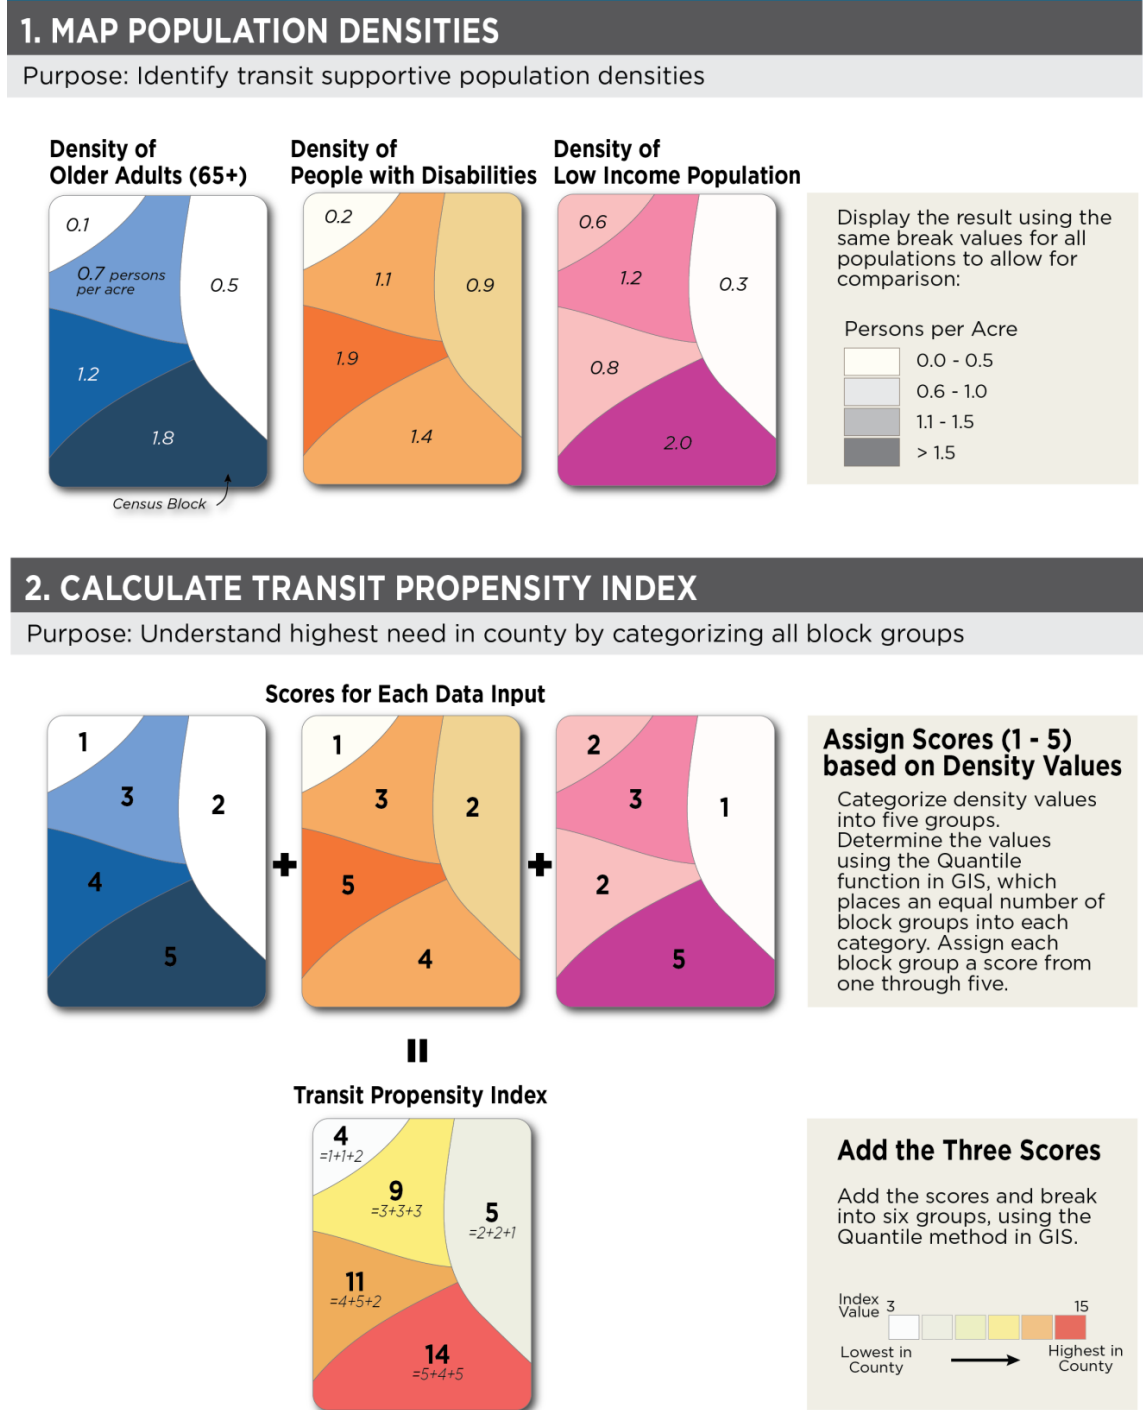 1. MAP POPULATION DENSITIES
Purpose: Identify transit supportive population densities
Density of
Older Adults (65+)
0.1
0.7 persons
per acre
0.5
1.2
1.8
Census Block
Density of
People with Disabilities
0.2
1.1
0.9
1.9
1.4
Density of
Low Income Population
0.6
1.2
0.3
0.8
2.0
Display the result using the
same break values for all
populations to allow for
comparison:
Persons per Acre
0.0 - 0.5
0.6 - 1.0
1.1 - 1.5
> 1.5
2. CALCULATE TRANSIT PROPENSITY INDEX
Purpose: Understand highest need in county by categorizing all block groups
Scores for Each Data Input
1
3
2
4
5
+
1
3
2
5
4
+
2
3
1
2
5
Assign Scores (1 - 5)
based on Density Values
Categorize density values
into five groups.
Determine the values
using the Quantile
function in GIS, which
places an equal number of
block groups into each
category. Assign each
block group a score from
one through five.
=
Transit Propensity Index
4
=1+1+2
9
=3+3+3
5
=2+2+1
11
=4+5+2
14
=5+4+5
Add the Three Scores
Add the scores and break
into six groups, using the
Quantile method in GIS.
Index
Value
3
15
Lowest in
County
Highest in
County